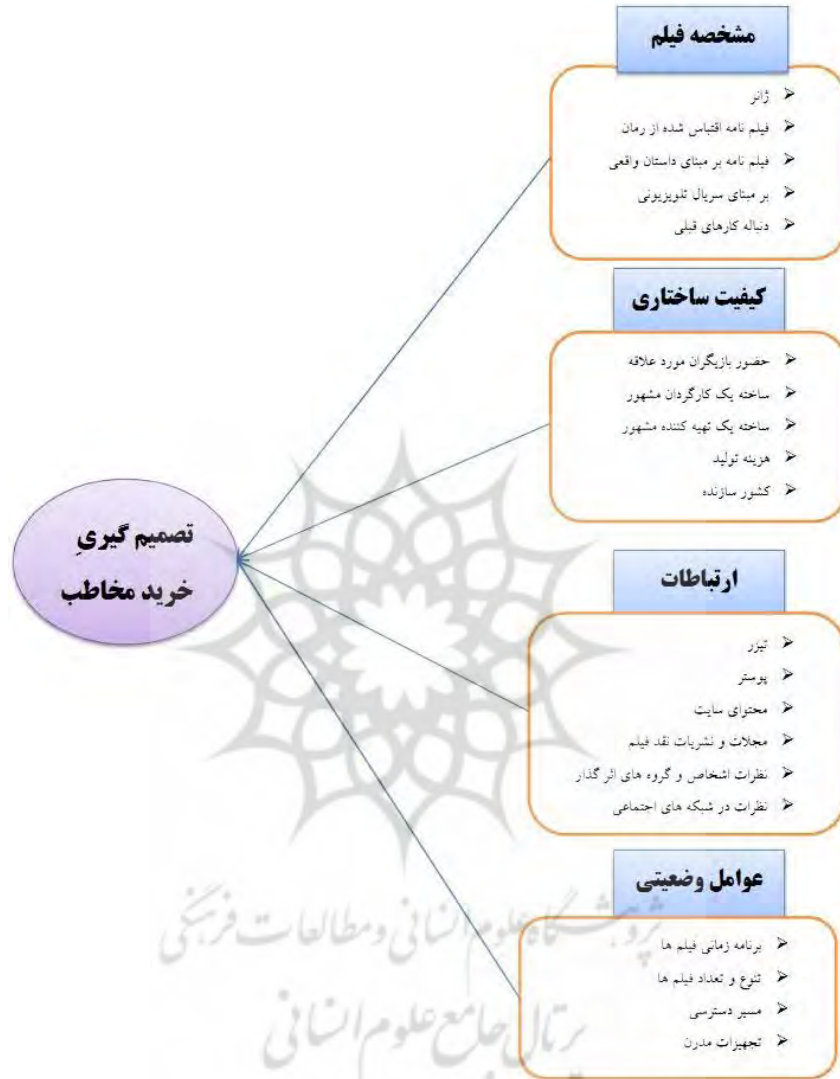 مشخصه فیلم
ژانر
فیلم نامه اقتباس شده از رمان
فیلم نامه بر مبنای داستان واقعی
بر مبنای سریال تلویزیونی
دنباله کارهای قبلی
کیفیت ساختاری
حضور بازیگران مورد علاقه
ساخته یک کارگردان مشهور
ساخته یک تهیه کننده مشهور
هزینه تولید
کشور سازنده
تصمیم گیریِ
خرید مخاطب
ارتباطات
تیزر
پوستر
محتوای سایت
مجلات و نشریات نقد فیلم
نظرات اشخاص و گروه های اثر گذار
نظرات در شبکه های اجتماعی
عوامل وضعیتی
برنامه زمانی فیلم ها
تنوع و تعداد فیلم ها
مسیر دسترسی
تجهیزات مدرن
پژوهشگاه علوم انسانی و مطالعات فرهنگی
پرتال جامع علوم انسانی